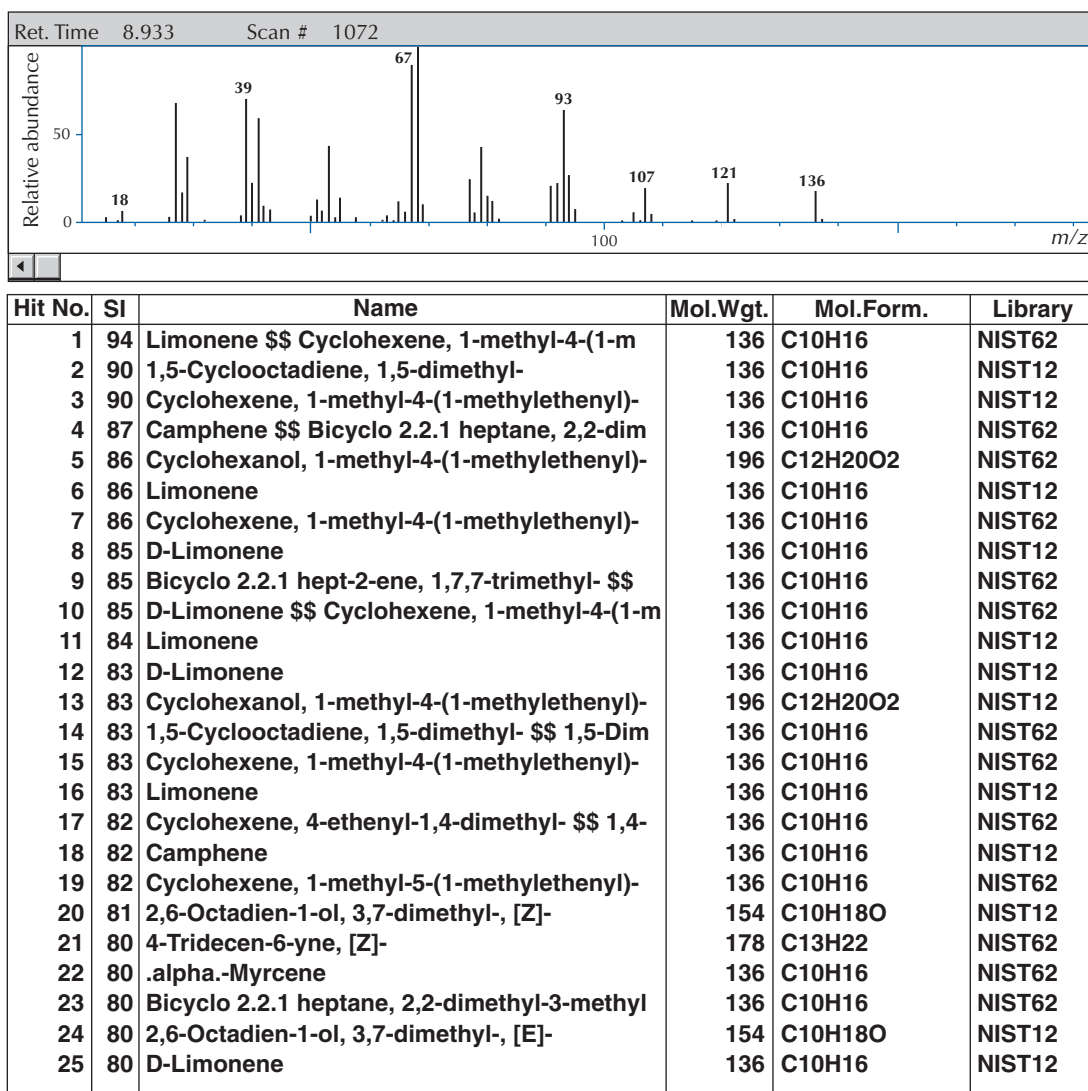 Ret. Time 8.933 Scan # 1072
Relative abundance
50
0
18
39
67
93
107
121
136
100
m/z
Hit No. SI Name Mol.Wgt. Mol.Form. Library
1 94 Limonene $$ Cyclohexene, 1-methyl-4-(1-m 136 C10H16 NIST62
2 90 1,5-Cyclooctadiene, 1,5-dimethyl- 136 C10H16 NIST12
3 90 Cyclohexene, 1-methyl-4-(1-methylethenyl)- 136 C10H16 NIST12
4 87 Camphene $$ Bicyclo 2.2.1 heptane, 2,2-dim 136 C10H16 NIST62
5 86 Cyclohexanol, 1-methyl-4-(1-methylethenyl)- 196 C12H20O2 NIST62
6 86 Limonene 136 C10H16 NIST12
7 86 Cyclohexene, 1-methyl-4-(1-methylethenyl)- 136 C10H16 NIST62
8 85 D-Limonene 136 C10H16 NIST12
9 85 Bicyclo 2.2.1 hept-2-ene, 1,7,7-trimethyl- $$ 136 C10H16 NIST62
10 85 D-Limonene $$ Cyclohexene, 1-methyl-4-(1-m 136 C10H16 NIST62
11 84 Limonene 136 C10H16 NIST12
12 83 D-Limonene 136 C10H16 NIST12
13 83 Cyclohexanol, 1-methyl-4-(1-methylethenyl)- 196 C12H20O2 NIST12
14 83 1,5-Cyclooctadiene, 1,5-dimethyl- $$ 1,5-Dim 136 C10H16 NIST62
15 83 Cyclohexene, 1-methyl-4-(1-methylethenyl)- 136 C10H16 NIST62
16 83 Limonene 136 C10H16 NIST12
17 82 Cyclohexene, 4-ethenyl-1,4-dimethyl- $$ 1,4- 136 C10H16 NIST62
18 82 Camphene 136 C10H16 NIST12
19 82 Cyclohexene, 1-methyl-5-(1-methylethenyl)- 136 C10H16 NIST62
20 81 2,6-Octadien-1-ol, 3,7-dimethyl-, [Z]- 154 C10H18O NIST12
21 80 4-Tridecen-6-yne, [Z]- 178 C13H22 NIST62
22 80 .alpha.-Myrcene 136 C10H16 NIST62
23 80 Bicyclo 2.2.1 heptane, 2,2-dimethyl-3-methyl 136 C10H16 NIST62
24 80 2,6-Octadien-1-ol, 3,7-dimethyl-, [E]- 154 C10H18O NIST12
25 80 D-Limonene 136 C10H16 NIST12